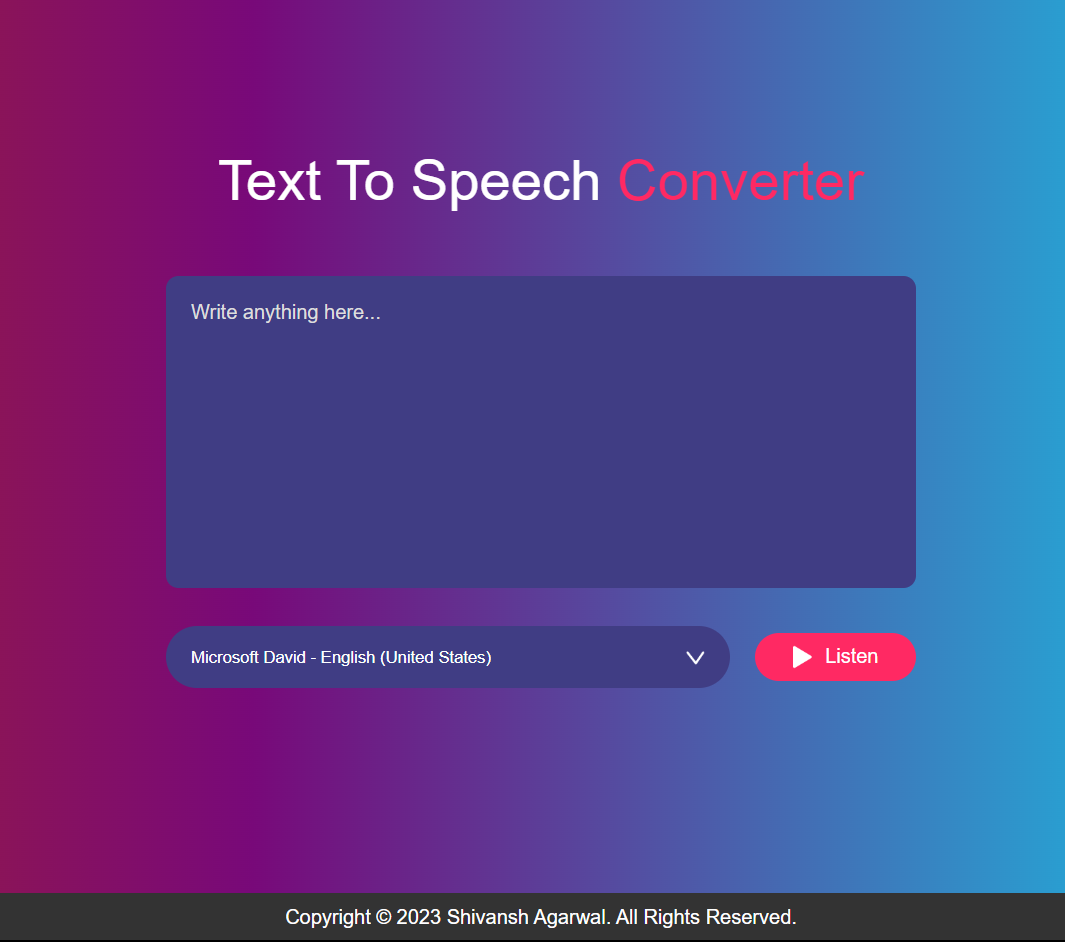 Text To Speech Converter
Write anything here...
Microsoft David - English (United States)
Listen
Copyright © 2023 Shivansh Agarwal. All Rights Reserved.